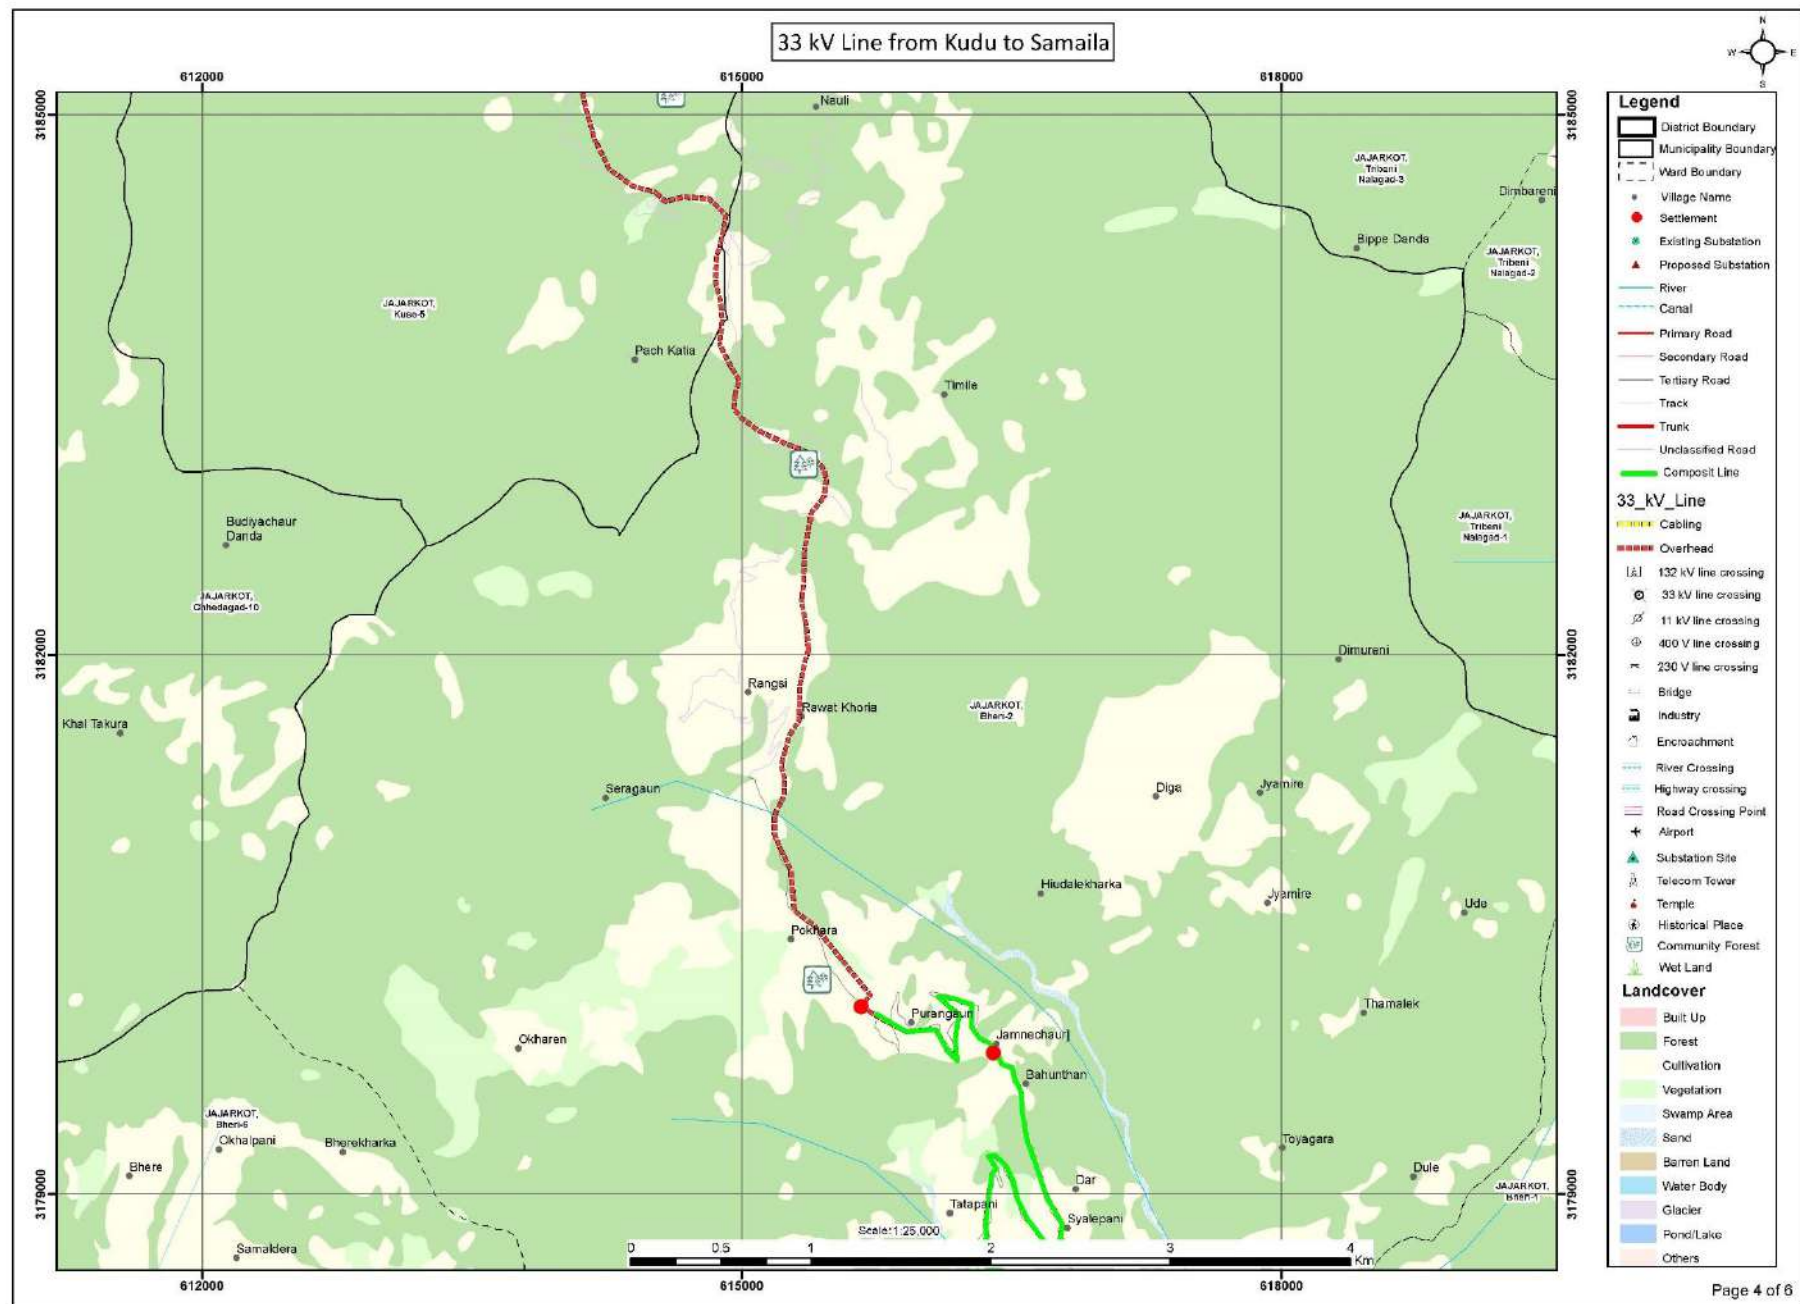 33 kV Line from Kudu to Samaila
N
W
E
S
612000
615000
618000
3185000
3185000
Nauli
JAJARKOT,
Tribeni
Nalagad-3
Dimbareni
Bippe Danda
JAJARKOT,
Tribeni
Nalagad-2
JAJARKOT,
Kuse-5
Pach Katia
Timile
Budiyachaur
Danda
JAJARKOT,
Tribeni
Nalagad-1
JAJARKOT,
Chhedagad-10
3182000
3182000
Dimureni
Rangsi
Rawat Khoria
JAJARKOT,
Bheri-2
Khal Takura
Seragaun
Diga
Jyamire
Hiudalekharka
Jyamire
Ude
Pokhara
Thamalek
Purangaun
Okharen
Jamnechaurj
Bahunthan
JAJARKOT,
Bheri-6
Okhalpani
Bherekharka
Toyagara
Bhere
Dule
Dar
JAJARKOT,
Bheri-1
3179000
3179000
Tatapani
Syalepani
Scale:1:25,000
Samaldera
0 0.5 1 2 3 4
Km
612000
615000
618000
Legend
District Boundary
Municipality Boundary
Ward Boundary
Village Name
Settlement
Existing Substation
Proposed Substation
River
Canal
Primary Road
Secondary Road
Tertiary Road
Track
Trunk
Unclassified Road
Composit Line
33_kV_Line
Cabling
Overhead
132 kV line crossing
33 kV line crossing
11 kV line crossing
400 V line crossing
230 V line crossing
Bridge
Industry
Encroachment
River Crossing
Highway crossing
Road Crossing Point
Airport
Substation Site
Telecom Tower
Temple
Historical Place
Community Forest
Wet Land
Landcover
Built Up
Forest
Cultivation
Vegetation
Swamp Area
Sand
Barren Land
Water Body
Glacier
Pond/Lake
Others
Page 4 of 6